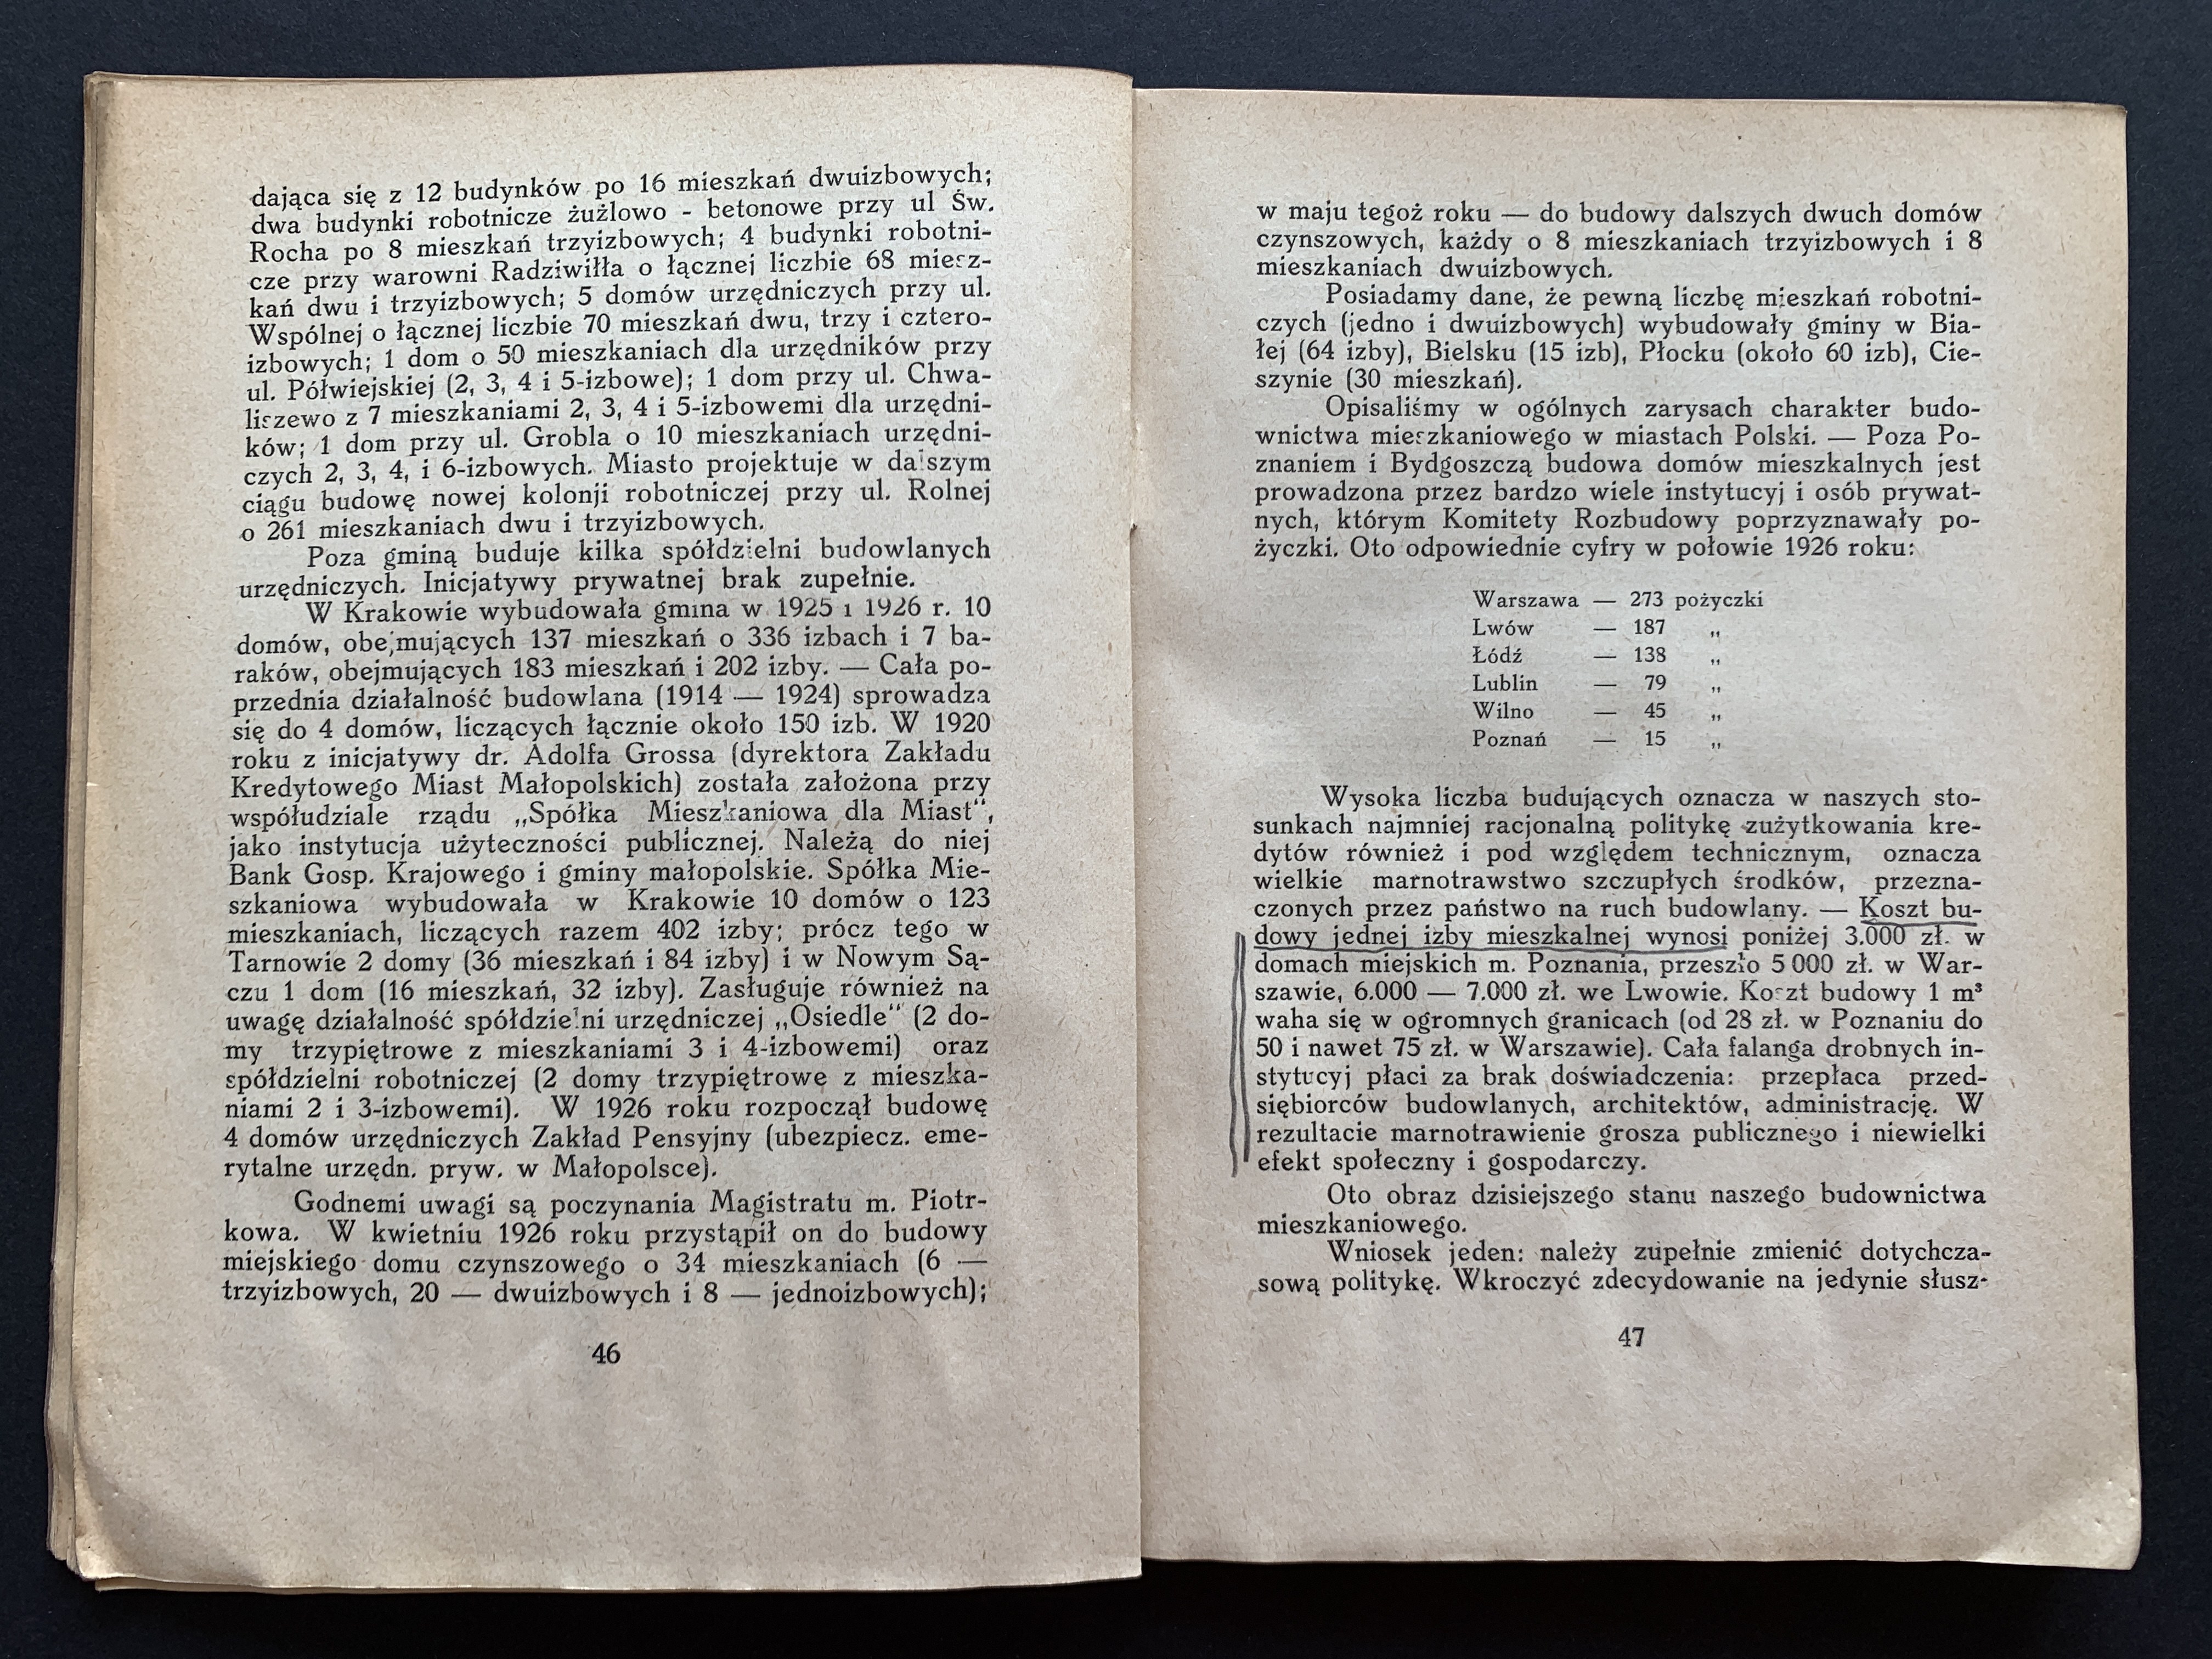 dająca się z 12 budynków po 16 mieszkań dwuizbowych;
dwa budynki robotnicze żużlowo - betonowe przy ul Św.
Rocha po 8 mieszkań trzyizbowych; 4 budynki robotni-
cze przy warowni Radziwiłła o łącznej liczbie 68 miesz-
kań dwu i trzyizbowych; 5 domów urzędniczych przy ul.
Wspólnej o łącznej liczbie 70 mieszkań dwu, trzy i cztero-
izbowych; 1 dom o 50 mieszkaniach dla urzędników przy
ul. Półwiejskiej (2, 3, 4 i 5-izbowe); 1 dom przy ul. Chwa-
liszewo z 7 mieszkaniami 2, 3, 4 i 5-izbowemi dla urzędni-
ków; 1 dom przy ul. Grobla o 10 mieszkaniach urzędni-
czych 2, 3, 4, i 6-izbowych. Miasto projektuje w dalszym
ciągu budowę nowej kolonji robotniczej przy ul. Rolnej
o 261 mieszkaniach dwu i trzyizbowych.
Poza gminą buduje kilka spółdzielni budowlanych
urzędniczych. Inicjatywy prywatnej brak zupełnie.
W Krakowie wybudowała gmina w 1925 i 1926 r. 10
domów, obejmujących 137 mieszkań o 336 izbach i 7 ba-
raków, obejmujących 183 mieszkań i 202 izby. — Cała po-
przednia działalność budowlana (1914 — 1924) sprowadza
się do 4 domów, liczących łącznie około 150 izb. W 1920
roku z inicjatywy dr. Adolfa Grossa (dyrektora Zakładu
Kredytowego Miast Małopolskich) została założona przy
współudziale rządu „Spółka Mieszkaniowa dla Miast“,
jako instytucja użyteczności publicznej. Należą do niej
Bank Gosp. Krajowego i gminy małopolskie. Spółka Mie-
szkaniowa wybudowała w Krakowie 10 domów o 123
mieszkaniach, liczących razem 402 izby; prócz tego w
Tarnowie 2 domy (36 mieszkań i 84 izby) i w Nowym Są-
czu 1 dom (16 mieszkań, 32 izby). Zasługuje również na
uwagę działalność spółdzielni urzędniczej „Osiedle“ (2 do-
my trzypiętrowe z mieszkaniami 3 i 4-izbowemi) oraz
spółdzielni robotniczej (2 domy trzypiętrowe z mieszka-
niami 2 i 3-izbowemi). W 1926 roku rozpoczął budowę
4 domów urzędniczych Zakład Pensyjny (ubezpiecz. eme-
rytalne urzędn. pryw. w Małopolsce).
Godnemi uwagi są poczynania Magistratu m. Piotr-
kowa. W kwietniu 1926 roku przystąpił on do budowy
miejskiego domu czynszowego o 34 mieszkaniach (6 —
trzyizbowych, 20 — dwuizbowych i 8 — jednoizbowych);
46
w maju tegoż roku — do budowy dalszych dwuch domów
czynszowych, każdy o 8 mieszkaniach trzyizbowych i 8
mieszkaniach dwuizbowych.
Posiadamy dane, że pewną liczbę mieszkań robotni-
czych (jedno i dwuizbowych) wybudowały gminy w Bia-
łej (64 izby), Bielsku (15 izb), Płocku (około 60 izb), Cie-
szynie (30 mieszkań).
Opisaliśmy w ogólnych zarysach charakter budo-
wnictwa mieszkaniowego w miastach Polski. — Poza Po-
znaniem i Bydgoszczą budowa domów mieszkalnych jest
prowadzona przez bardzo wiele instytucyj i osób prywat-
nych, którym Komitety Rozbudowy poprzyznawały po-
życzki. Oto odpowiednie cyfry w połowie 1926 roku:
Warszawa — 273 pożyczki
Lwów — 187 „
Łódź — 138 „
Lublin — 79 „
Wilno — 45 „
Poznań — 15 „
Wysoka liczba budujących oznacza w naszych sto-
sunkach najmniej racjonalną politykę zużytkowania kre-
dytów również i pod względem technicznym, oznacza
wielkie marnotrawstwo szczupłych środków, przezna-
czonych przez państwo na ruch budowlany. — Koszt bu-
dowy jednej izby mieszkalnej wynosi poniżej 3.000 zł. w
domach miejskich m. Poznania, przeszło 5 000 zł. w War-
szawie, 6.000 — 7.000 zł. we Lwowie. Koszt budowy 1 m³
waha się w ogromnych granicach (od 28 zł. w Poznaniu do
50 i nawet 75 zł. w Warszawie). Cała falanga drobnych in-
stytucyj płaci za brak doświadczenia: przepłaca przed-
siębiorców budowlanych, architektów, administrację. W
rezultacie marnotrawienie grosza publicznego i niewielki
efekt społeczny i gospodarczy.
Oto obraz dzisiejszego stanu naszego budownictwa
mieszkaniowego.
Wniosek jeden: należy zupełnie zmienić dotychcza-
sową politykę. Wkroczyć zdecydowanie na jedynie słusz-
47